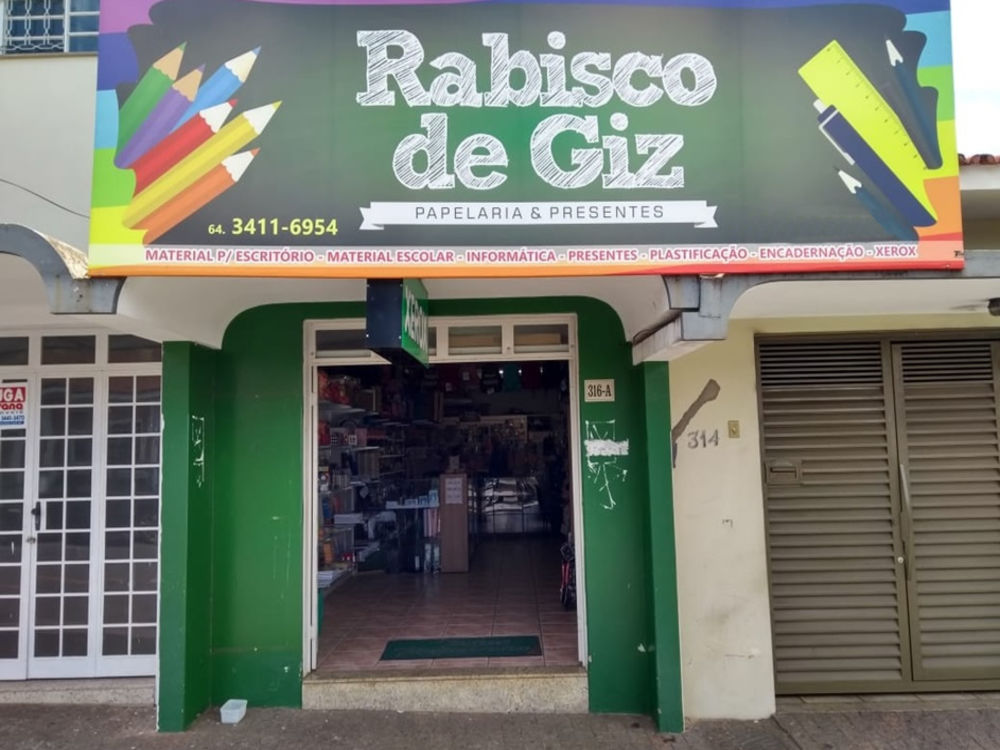 Rabisco
de Giz
PAPELARIA & PRESENTES
64. 3411-6954
MATERIAL P/ ESCRITÓRIO - MATERIAL ESCOLAR - INFORMÁTICA - PRESENTES - PLASTIFICAÇÃO - ENCADERNAÇÃO - XEROX
XEROX
316-A
314